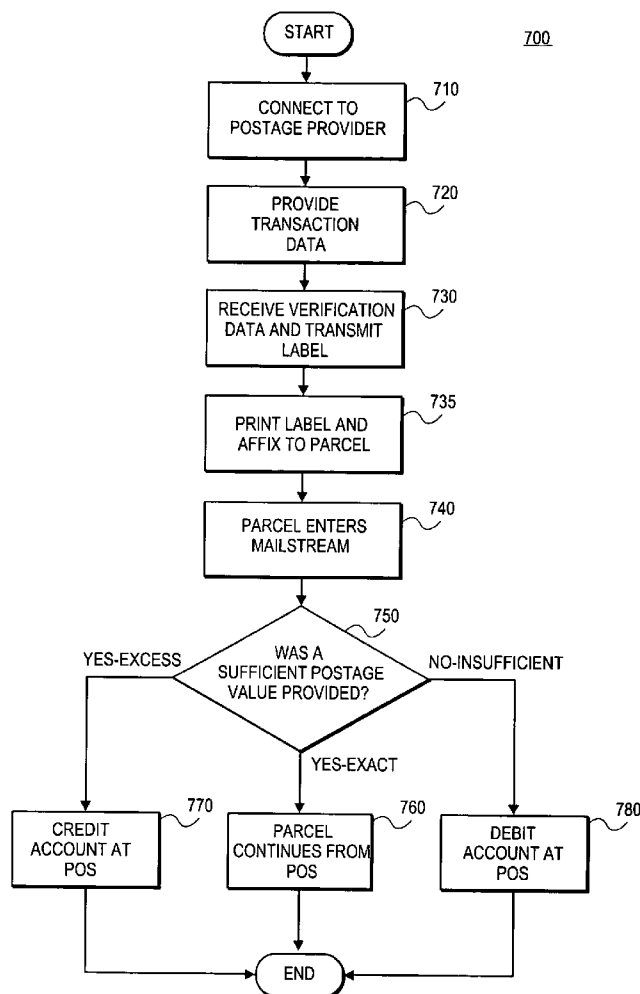 START
700
710
CONNECT TO
POSTAGE PROVIDER
720
PROVIDE
TRANSACTION
DATA
730
RECEIVE VERIFICATION
DATA AND TRANSMIT
LABEL
735
PRINT LABEL AND
AFFIX TO PARCEL
740
PARCEL ENTERS
MAILSTREAM
750
YES-EXCESS
WAS A
SUFFICIENT POSTAGE
VALUE PROVIDED?
NO-INSUFFICIENT
YES-EXACT
770
CREDIT
ACCOUNT AT
POS
760
PARCEL
CONTINUES FROM
POS
780
DEBIT
ACCOUNT AT
POS
END